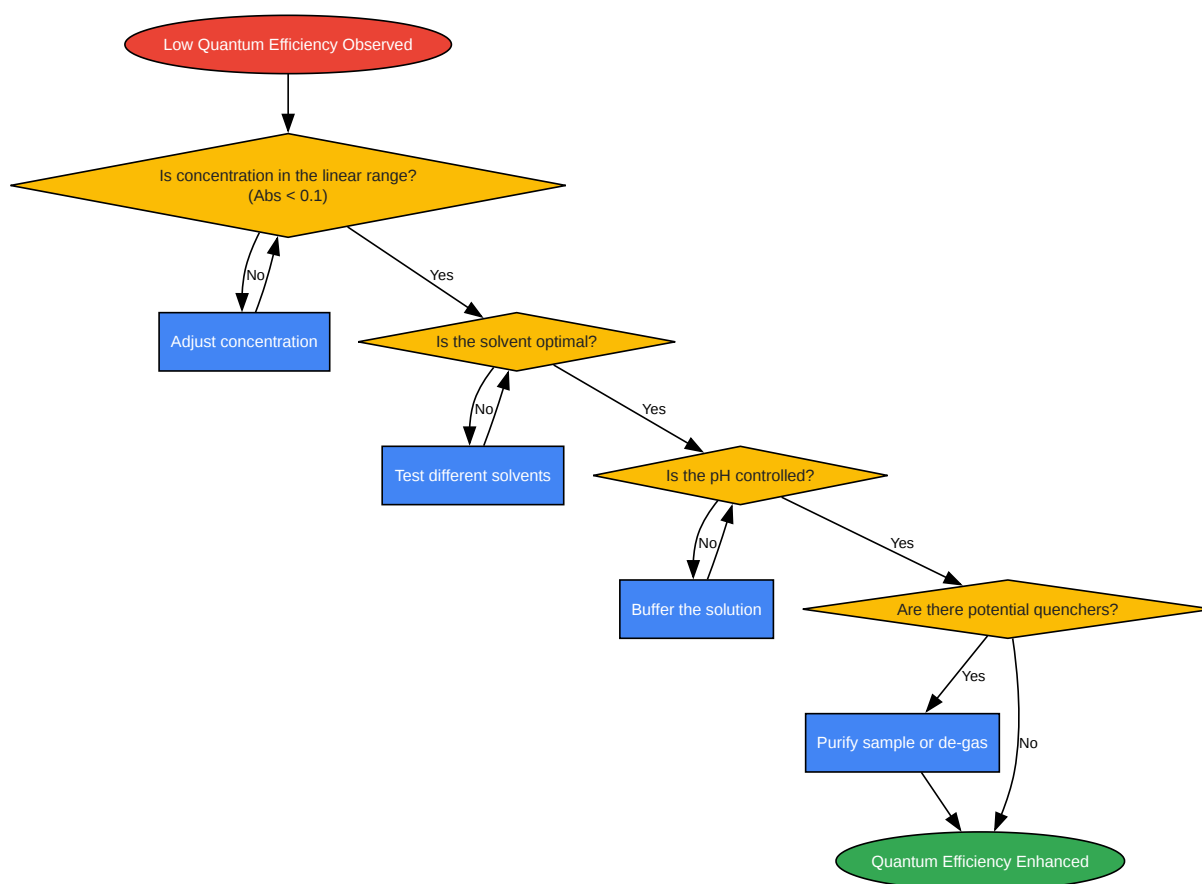 Low Quantum Efficiency Observed
Is concentration in the linear range?
(Abs < 0.1)
No
Yes
Adjust concentration
Is the solvent optimal?
No
Yes
Test different solvents
Is the pH controlled?
No
Yes
Buffer the solution
Are there potential quenchers?
Yes
Purify sample or de-gas
No
Quantum Efficiency Enhanced